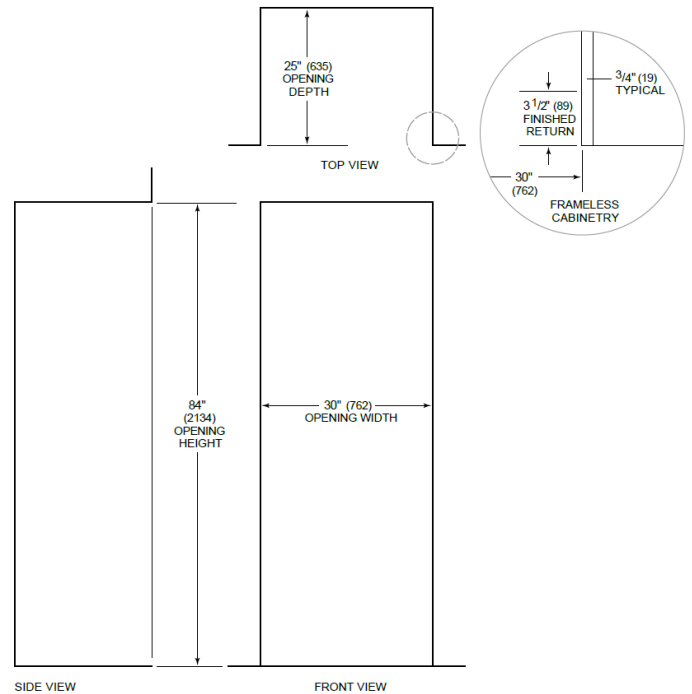 25" (635)
OPENING
DEPTH
TOP VIEW
3/4" (19)
TYPICAL
3 1/2" (89)
FINISHED
RETURN
30"
(762)
FRAMELESS
CABINETRY
84"
(2134)
OPENING
HEIGHT
30" (762)
OPENING WIDTH
SIDE VIEW
FRONT VIEW